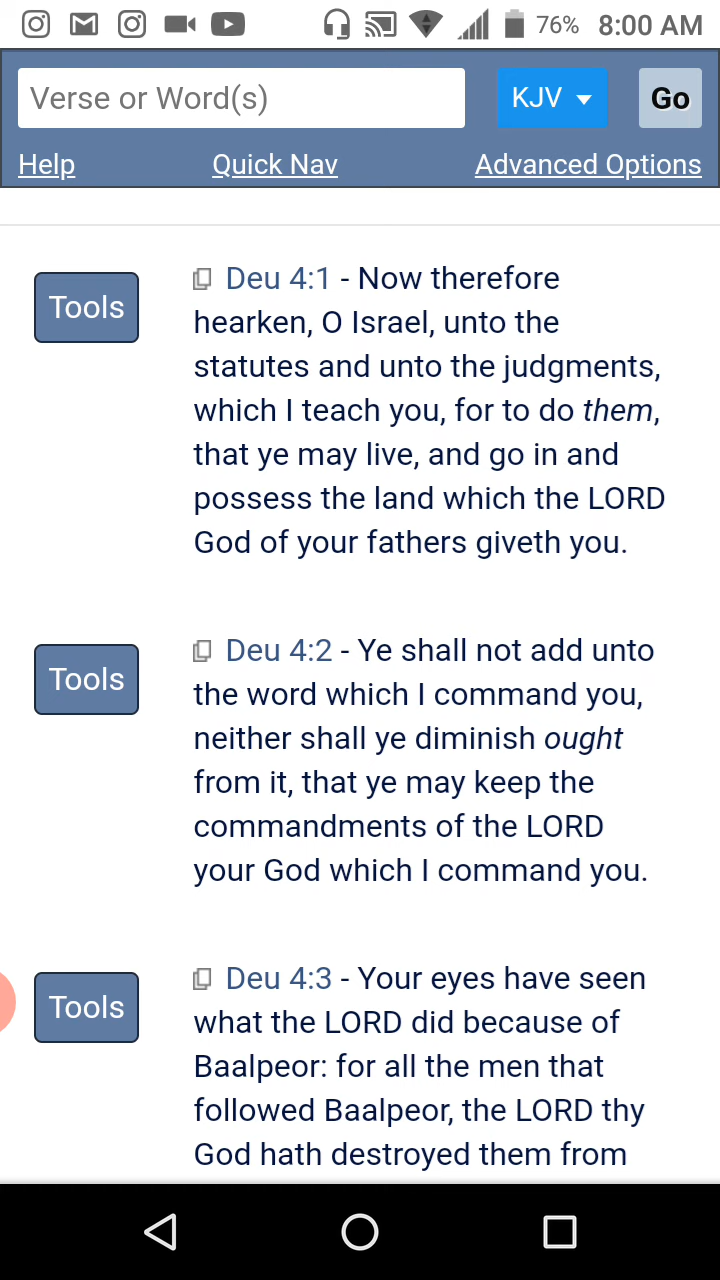 76% 8:00 AM
Verse or Word(s) KJV Go
Help Quick Nav Advanced Options
Tools
Deu 4:1 - Now therefore
hearken, O Israel, unto the
statutes and unto the judgments,
which I teach you, for to do them,
that ye may live, and go in and
possess the land which the LORD
God of your fathers giveth you.
Tools
Deu 4:2 - Ye shall not add unto
the word which I command you,
neither shall ye diminish ought
from it, that ye may keep the
commandments of the LORD
your God which I command you.
Tools
Deu 4:3 - Your eyes have seen
what the LORD did because of
Baalpeor: for all the men that
followed Baalpeor, the LORD thy
God hath destroyed them from